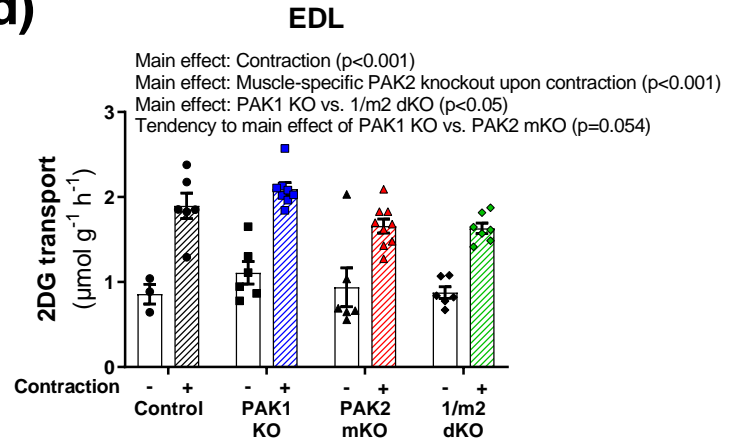 d)
EDL
Main effect: Contraction (p<0.001)
Main effect: Muscle-specific PAK2 knockout upon contraction (p<0.001)
Main effect: PAK1 KO vs. 1/m2 dKO (p<0.05)
Tendency to main effect of PAK1 KO vs. PAK2 mKO (p=0.054)
2DG transport
(μmol g⁻¹ h⁻¹)
3
2
1
0
Contraction - + - + - + - +
Control PAK1 PAK2 1/m2
KO mKO dKO